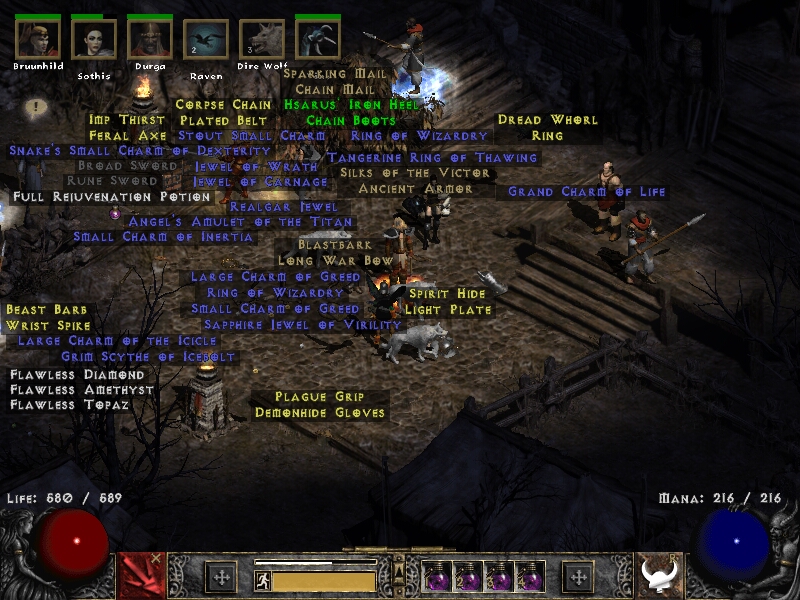 Bruunhild
Sothis
Durga
Raven
2
Dire Wolf
3
Sparking Mail
Chain Mail
Corpse Chain
Plated Belt
Hsarus' Iron Heel
Chain Boots
Imp Thirst
Feral Axe
Stout Small Charm
Ring of Wizardry
Dread Whorl
Ring
Snake's Small Charm of Dexterity
Tangerine Ring of Thawing
Broad Sword
Jewel of Wrath
Silks of the Victor
Ancient Armor
Rune Sword
Jewel of Carnage
Grand Charm of Life
Full Rejuvenation Potion
Realgar Jewel
Angel's Amulet of the Titan
Small Charm of Inertia
Blastbark
Long War Bow
Large Charm of Greed
Ring of Wizardry
Spirit Hide
Light Plate
Small Charm of Greed
Beast Barb
Wrist Spike
Sapphire Jewel of Virility
Large Charm of the Icicle
Grim Scythe of Icebolt
Flawless Diamond
Flawless Amethyst
Flawless Topaz
Plague Grip
Demonhide Gloves
Life: 580 / 589
Mana: 216 / 216